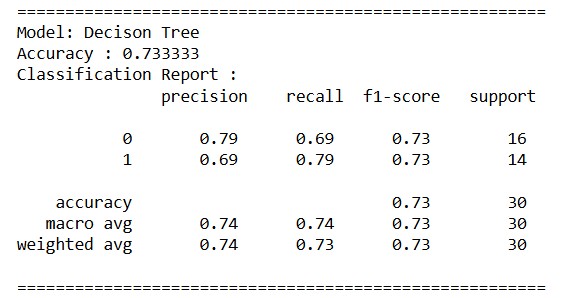 =======================================================
Model: Decison Tree
Accuracy : 0.733333
Classification Report :
              precision    recall  f1-score   support

           0       0.79      0.69      0.73        16
           1       0.69      0.79      0.73        14

    accuracy                           0.73        30
   macro avg       0.74      0.74      0.73        30
weighted avg       0.74      0.73      0.73        30

=======================================================